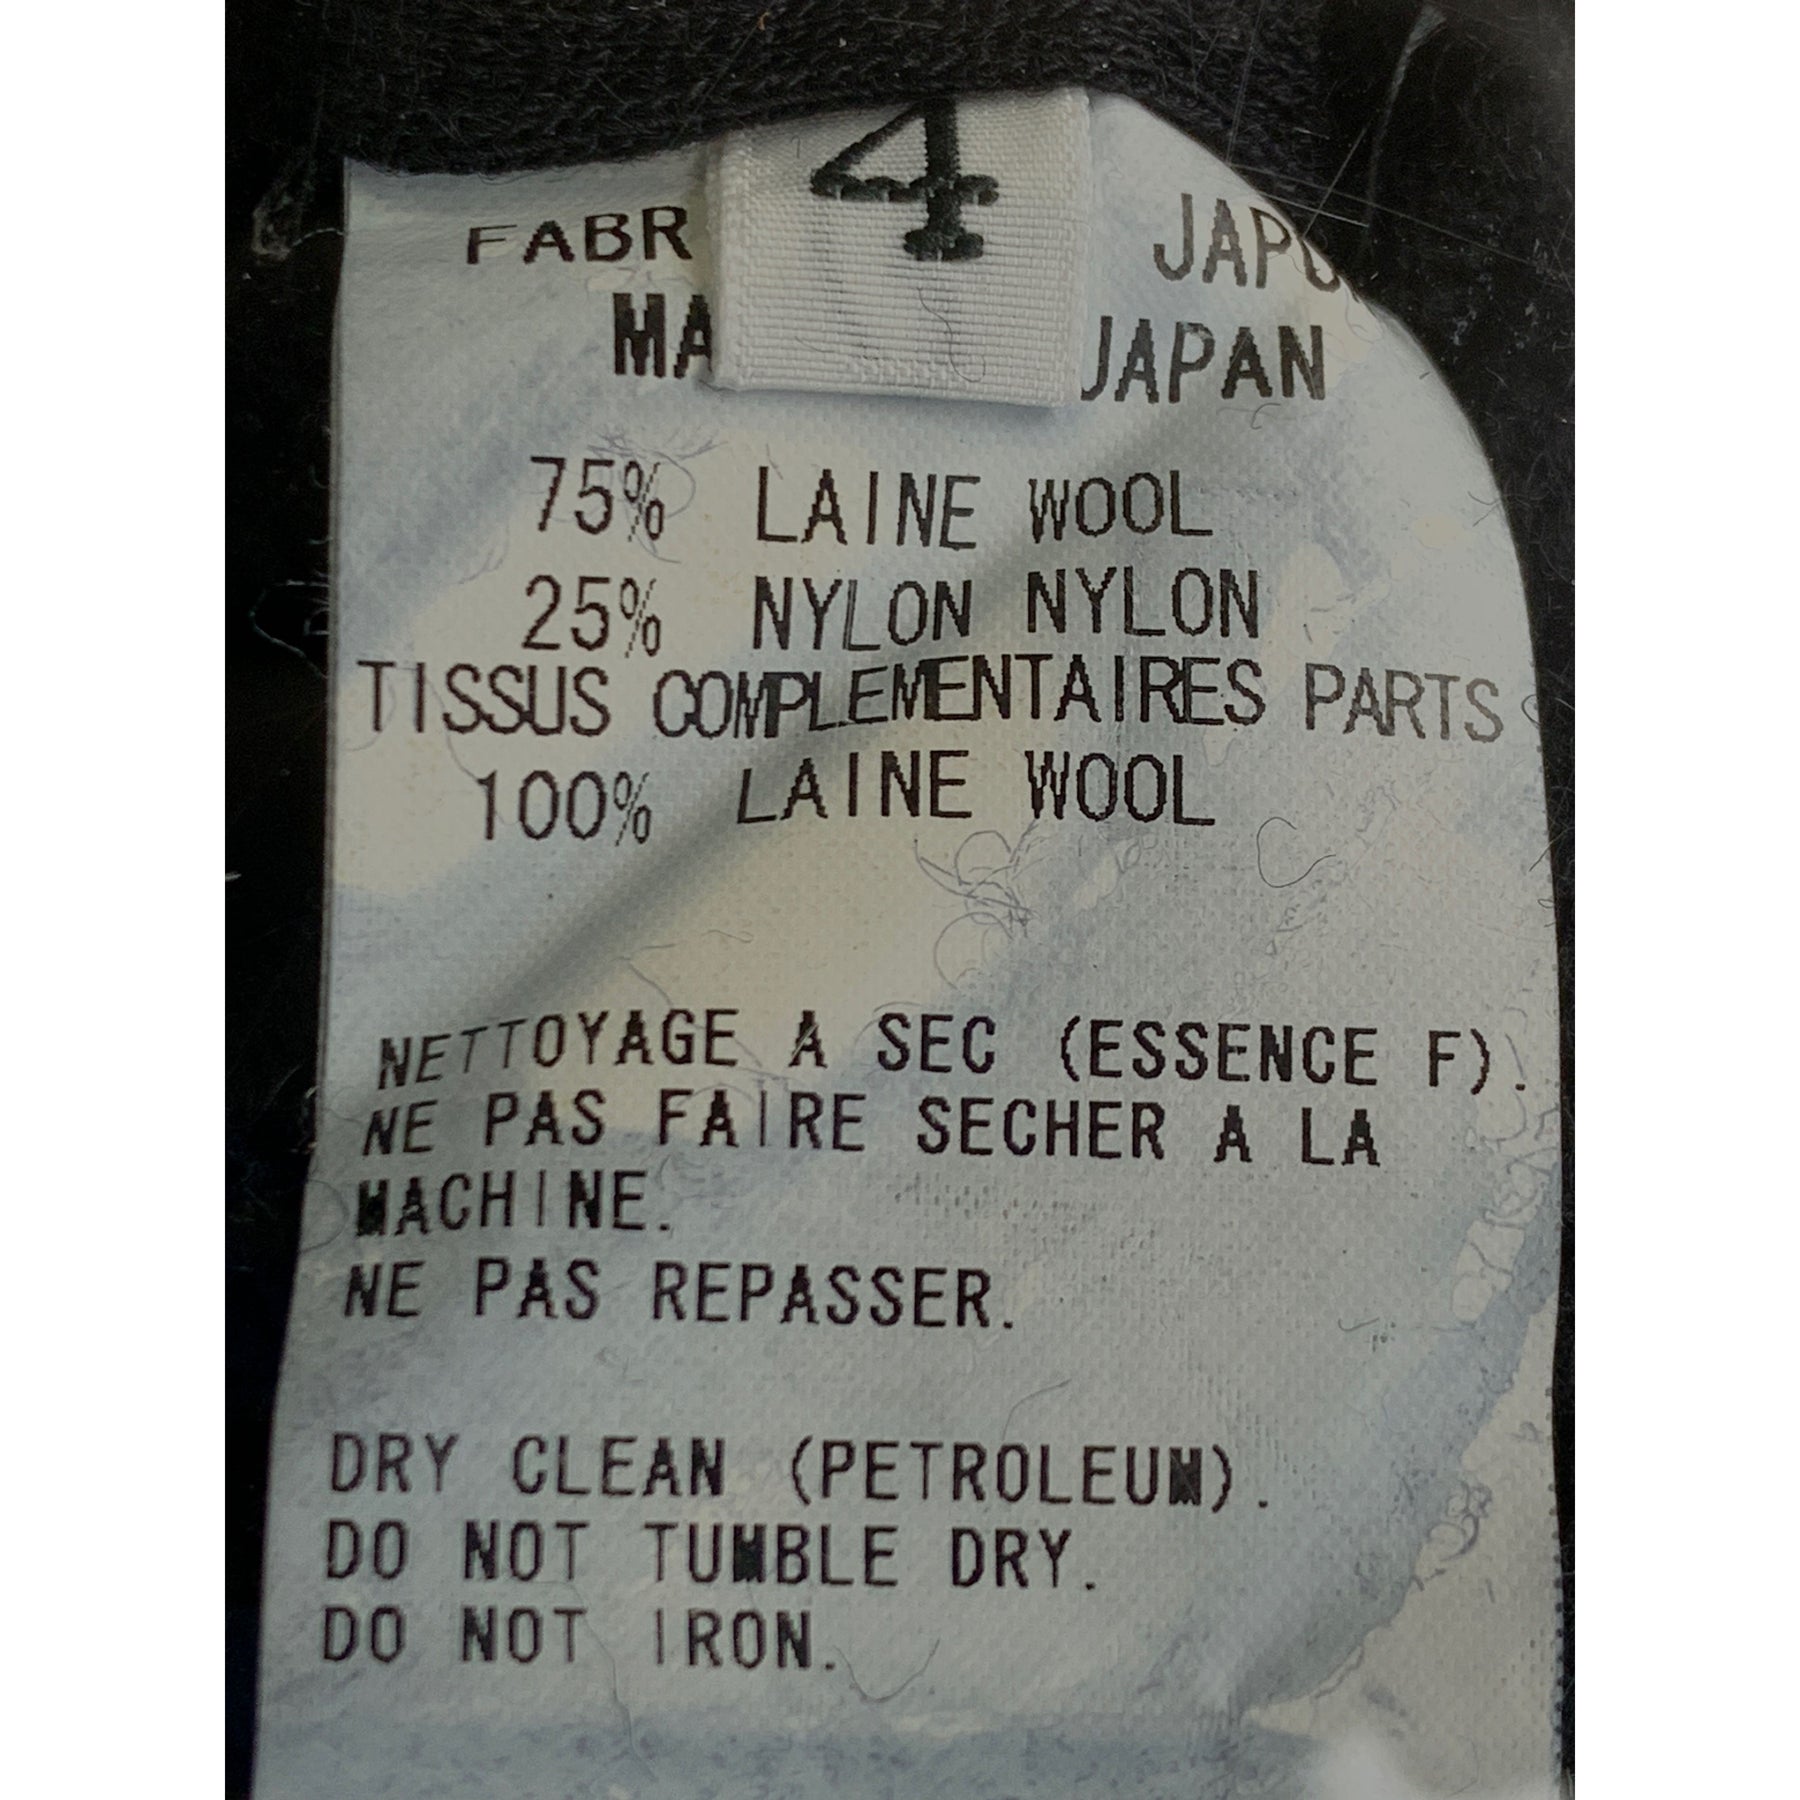 4
FABR
MA JAPAN
75% LAINE WOOL
25% NYLON NYLON
TISSUS COMPLEMENTAIRES PARTS
100% LAINE WOOL
NETTOYAGE A SEC (ESSENCE F).
NE PAS FAIRE SECHER A LA
MACHINE.
NE PAS REPASSER.
DRY CLEAN (PETROLEUM).
DO NOT TUMBLE DRY.
DO NOT IRON.